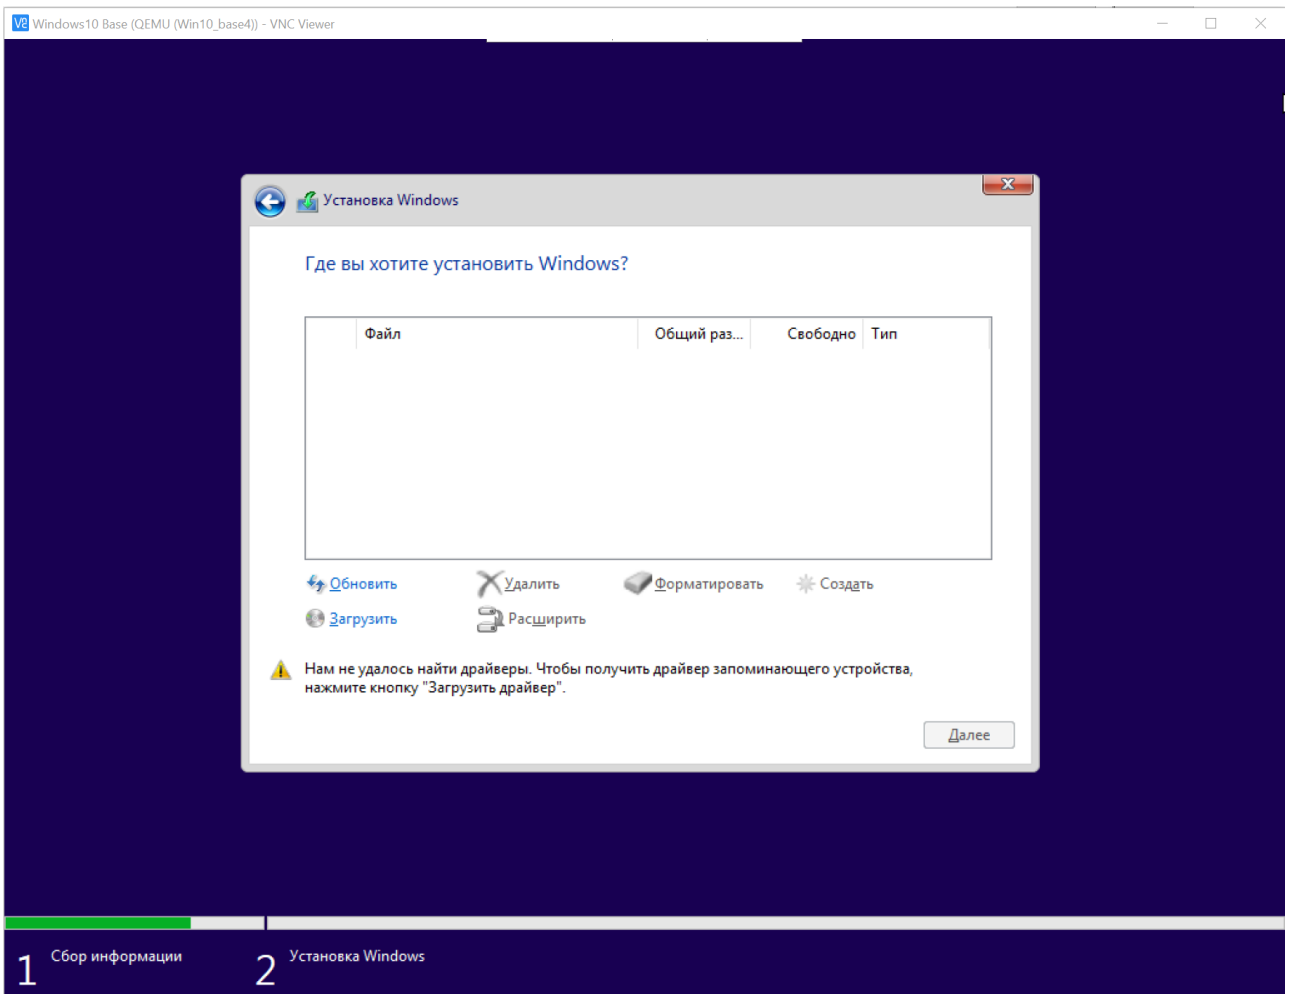 V2 Windows10 Base (QEMU (Win10_base4)) - VNC Viewer
Установка Windows
Где вы хотите установить Windows?
Файл Общий раз... Свободно Тип
Обновить Удалить Форматировать Создать
Загрузить Расширить
Нам не удалось найти драйверы. Чтобы получить драйвер запоминающего устройства,
нажмите кнопку "Загрузить драйвер".
Далее
1 Сбор информации 2 Установка Windows